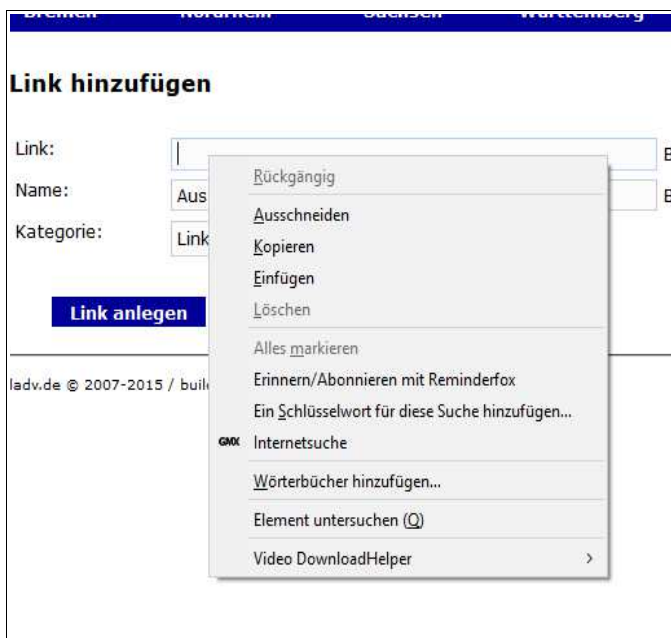 Link hinzufügen
Link:
Name: Aus
Kategorie: Link
Link anlegen
ladv.de © 2007-2015 /
Rückgängig
Ausschneiden
Kopieren
Einfügen
Löschen
Alles markieren
Erinnern/Abonnieren mit Reminderfox
Ein Schlüsselwort für diese Suche hinzufügen...
GMX Internetsuche
Wörterbücher hinzufügen...
Element untersuchen (Q)
Video DownloadHelper